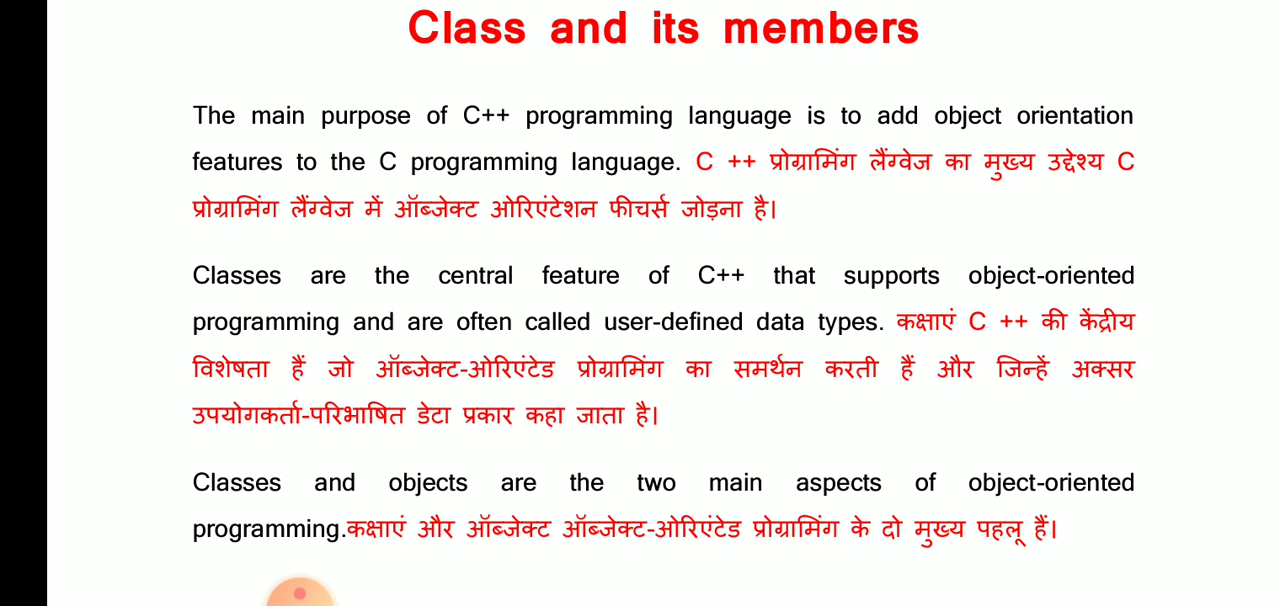 Class and its members
The main purpose of C++ programming language is to add object orientation
features to the C programming language. C ++ प्रोग्रामिंग लैंग्वेज का मुख्य उद्देश्य C
प्रोग्रामिंग लैंग्वेज में ऑब्जेक्ट ओरिएंटेशन फीचर्स जोड़ना है।
Classes are the central feature of C++ that supports object-oriented
programming and are often called user-defined data types. कक्षाएं C ++ की केंद्रीय
विशेषता हैं जो ऑब्जेक्ट-ओरिएंटेड प्रोग्रामिंग का समर्थन करती हैं और जिन्हें अक्सर
उपयोगकर्ता-परिभाषित डेटा प्रकार कहा जाता है।
Classes and objects are the two main aspects of object-oriented
programming.कक्षाएं और ऑब्जेक्ट ऑब्जेक्ट-ओरिएंटेड प्रोग्रामिंग के दो मुख्य पहलू हैं।